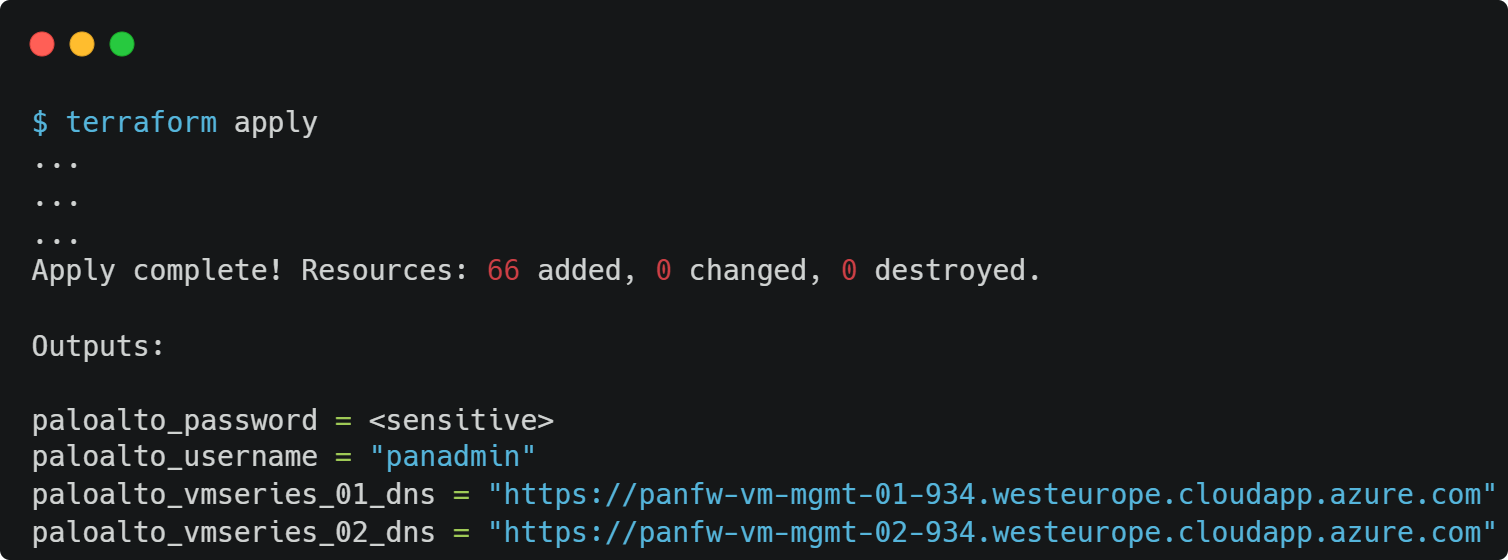 $ terraform apply
...
...
...
Apply complete! Resources: 66 added, 0 changed, 0 destroyed.
Outputs:
paloalto_password = <sensitive>
paloalto_username = "panadmin"
paloalto_vmseries_01_dns = "https://panfw-vm-mgmt-01-934.westeurope.cloudapp.azure.com"
paloalto_vmseries_02_dns = "https://panfw-vm-mgmt-02-934.westeurope.cloudapp.azure.com"